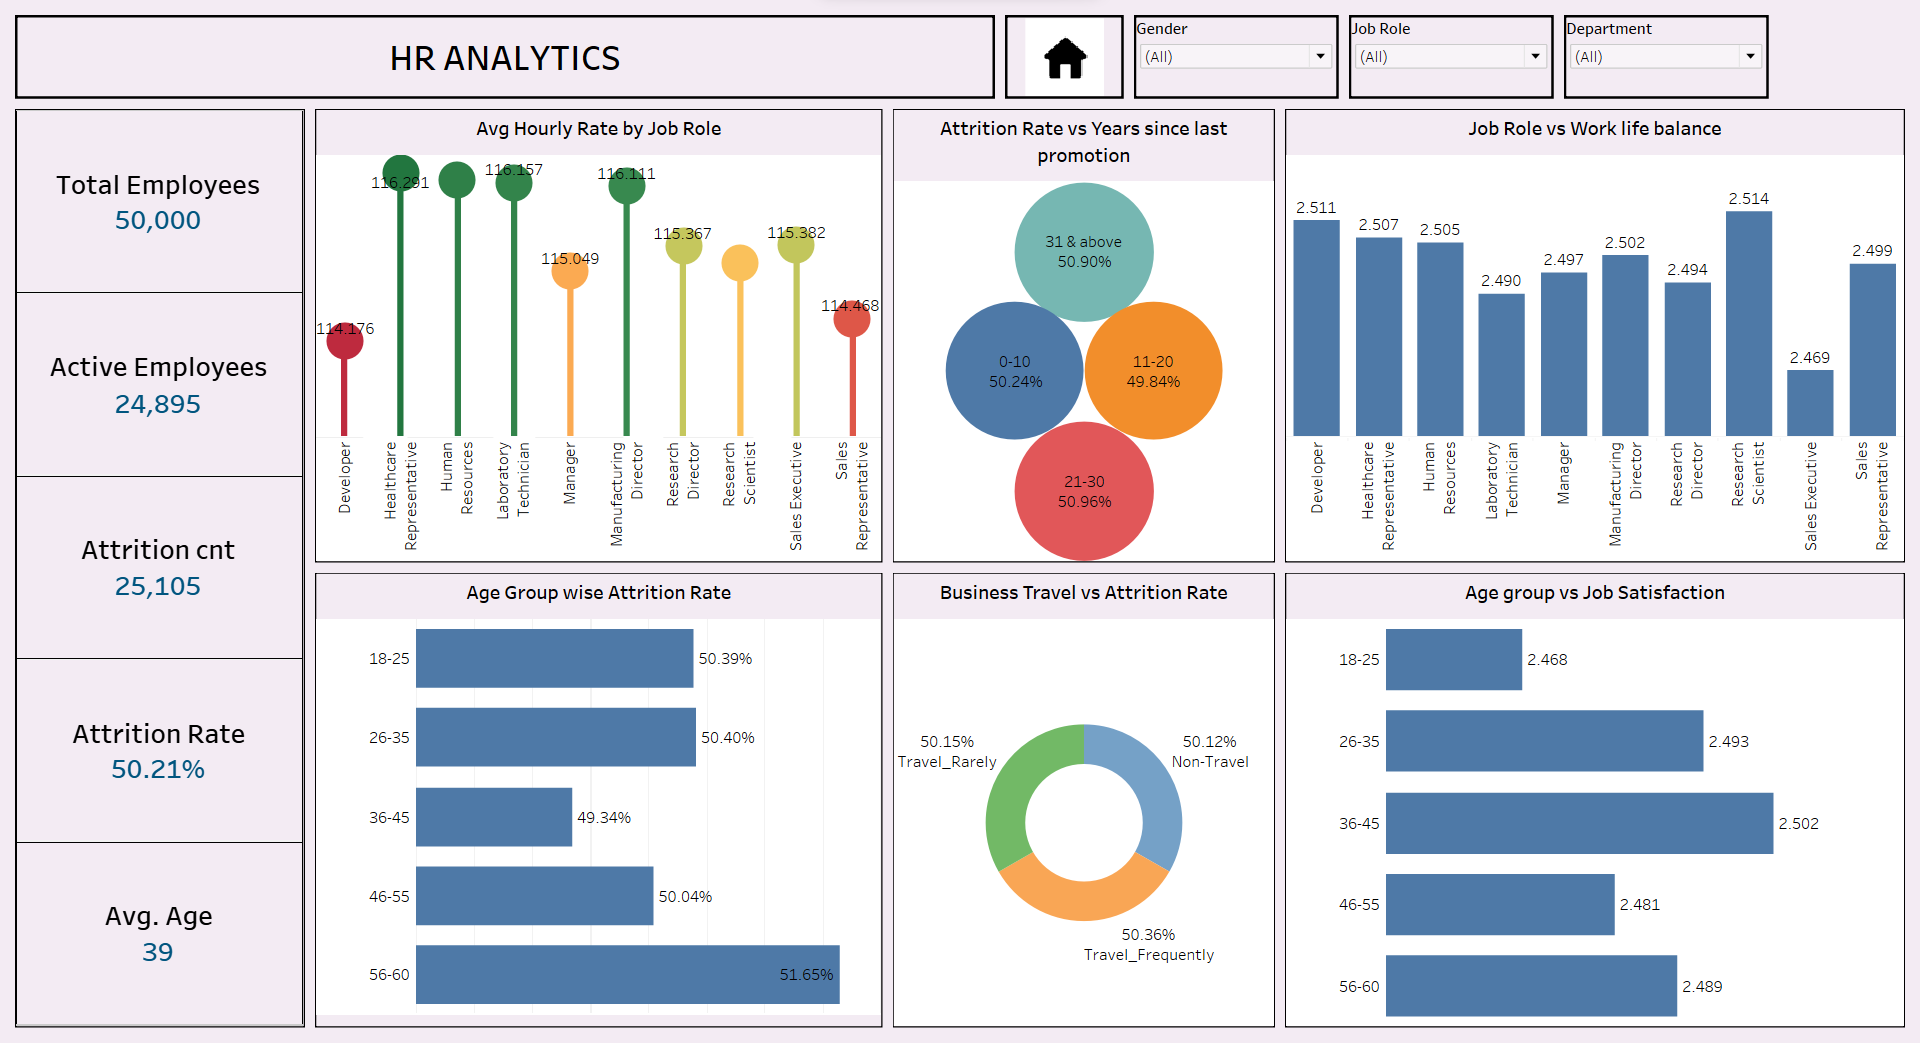 HR ANALYTICS
Gender
(All)
Job Role
(All)
Department
(All)
Total Employees
50,000
Active Employees
24,895
Attrition cnt
25,105
Attrition Rate
50.21%
Avg. Age
39
Avg Hourly Rate by Job Role
114.176
116.291
116.157
115.049
116.111
115.367
115.382
114.468
Developer
Healthcare
Representative
Human
Resources
Laboratory
Technician
Manager
Manufacturing
Director
Research
Director
Research
Scientist
Sales Executive
Sales
Representative
Attrition Rate vs Years since last
promotion
31 & above
50.90%
0-10
50.24%
11-20
49.84%
21-30
50.96%
Job Role vs Work life balance
2.511
2.507
2.505
2.490
2.497
2.502
2.494
2.514
2.469
2.499
Developer
Healthcare
Representative
Human
Resources
Laboratory
Technician
Manager
Manufacturing
Director
Research
Director
Research
Scientist
Sales Executive
Sales
Representative
Age Group wise Attrition Rate
18-25
50.39%
26-35
50.40%
36-45
49.34%
46-55
50.04%
56-60
51.65%
Business Travel vs Attrition Rate
50.15%
Travel_Rarely
50.12%
Non-Travel
50.36%
Travel_Frequently
Age group vs Job Satisfaction
18-25
2.468
26-35
2.493
36-45
2.502
46-55
2.481
56-60
2.489